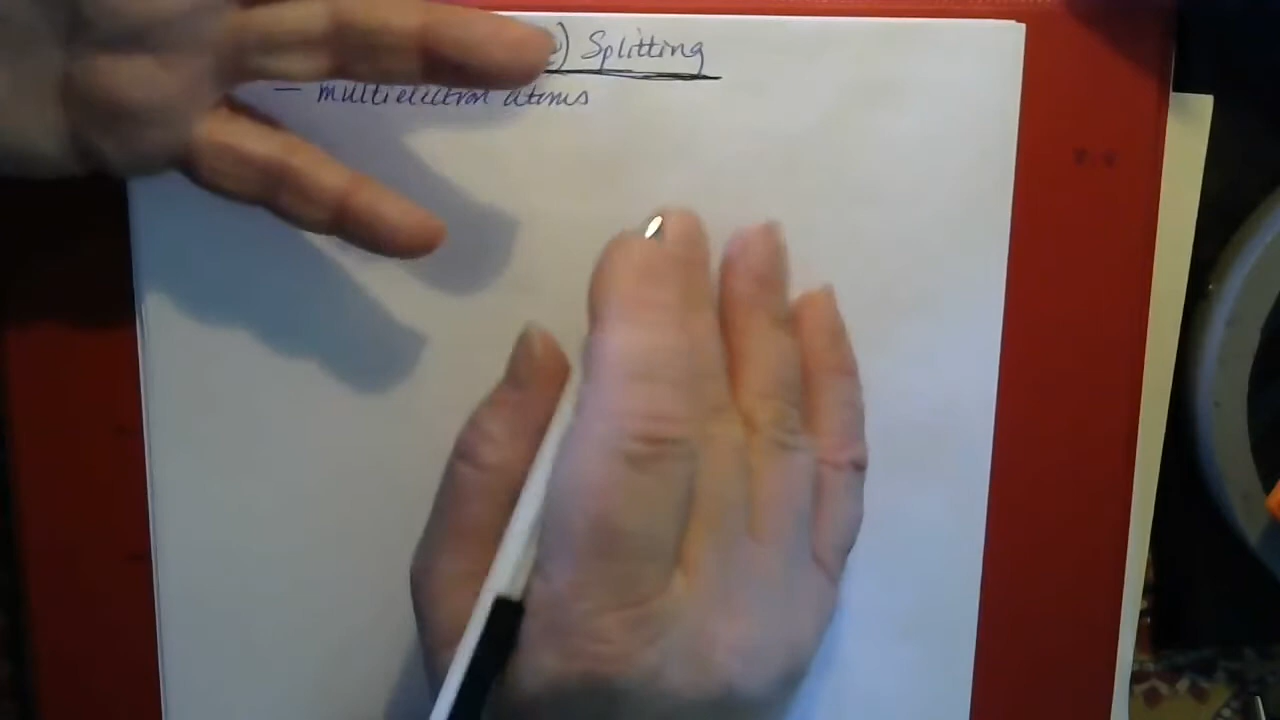 ) Splitting
— multielectron atoms